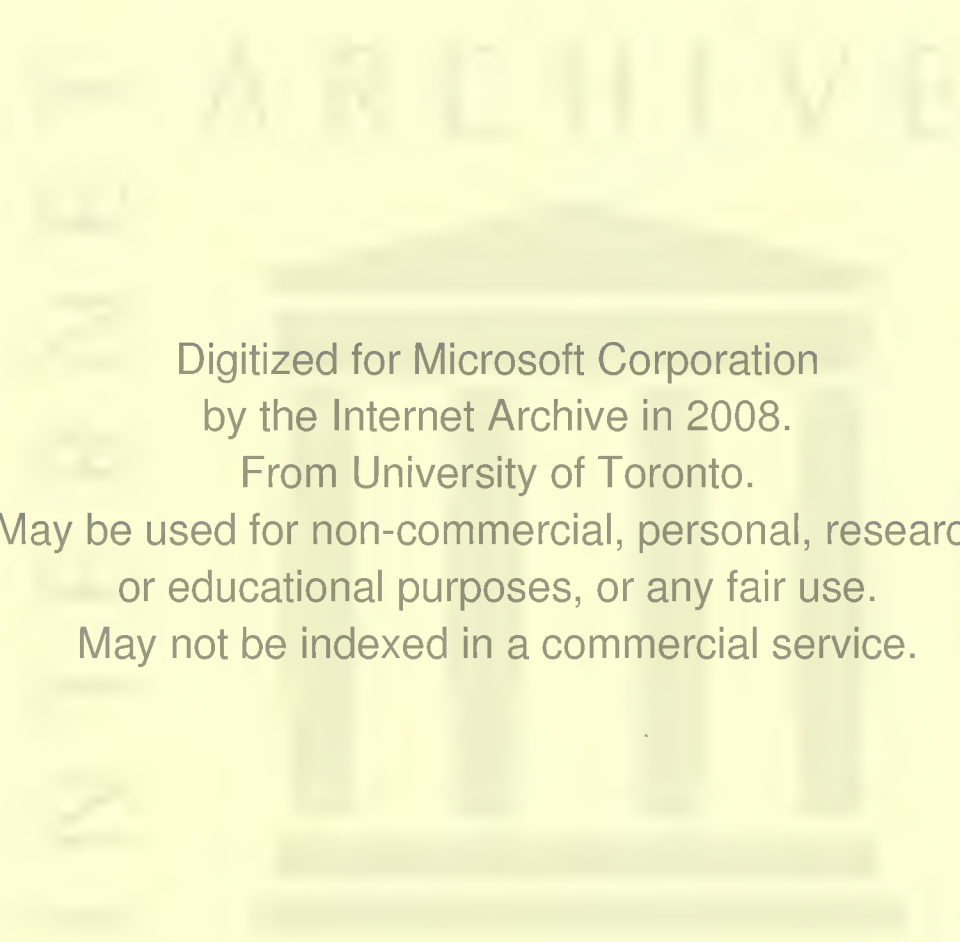 ARCHIVE
INTERNET
Digitized for Microsoft Corporation
by the Internet Archive in 2008.
From University of Toronto.
May be used for non-commercial, personal, researc
or educational purposes, or any fair use.
May not be indexed in a commercial service.